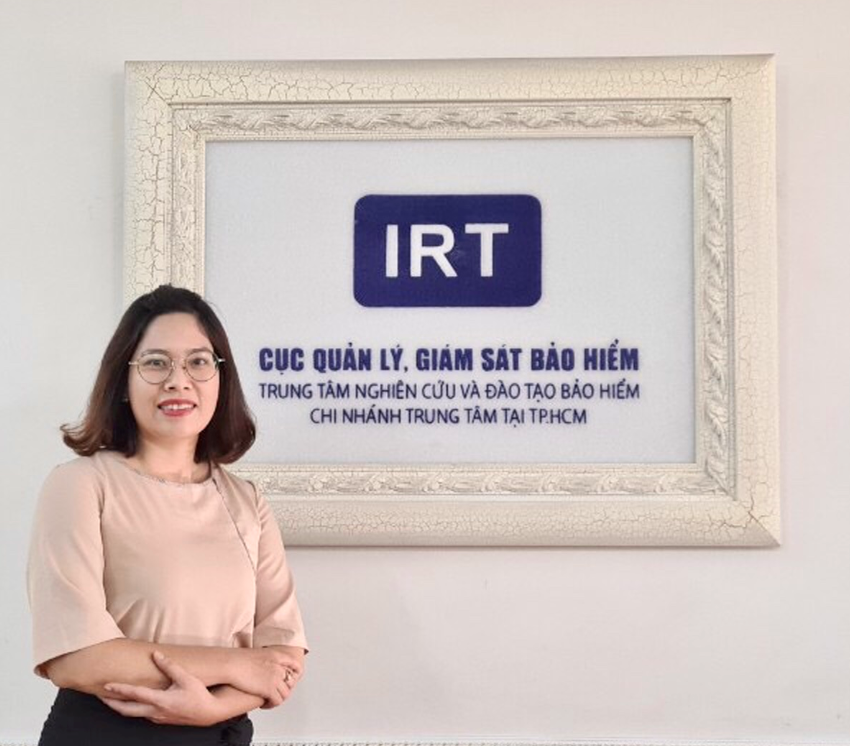 IRT
CỤC QUẢN LÝ, GIÁM SÁT BẢO HIỂM
TRUNG TÂM NGHIÊN CỨU VÀ ĐÀO TẠO BẢO HIỂM
CHI NHÁNH TRUNG TÂM TẠI TP.HCM